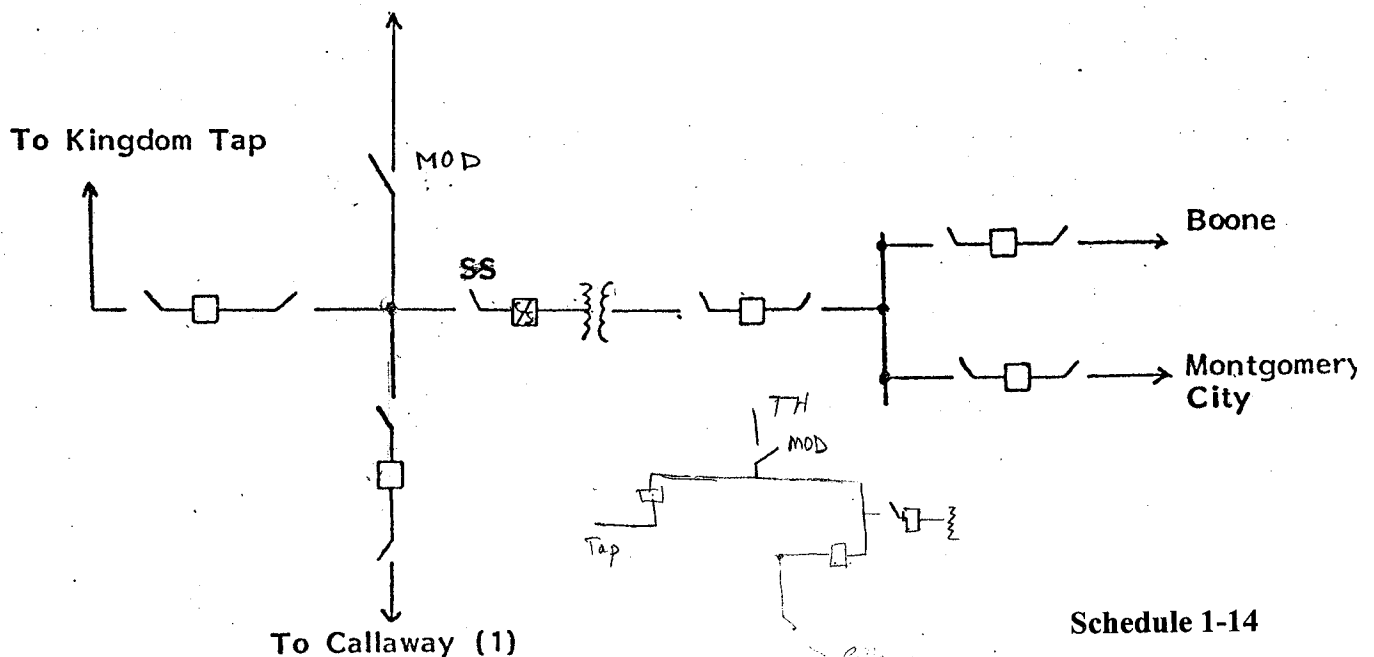 To Kingdom Tap
MOD
SS
Boone
Montgomery
City
TH
MOD
Tap
To Callaway (1)
Schedule 1-14